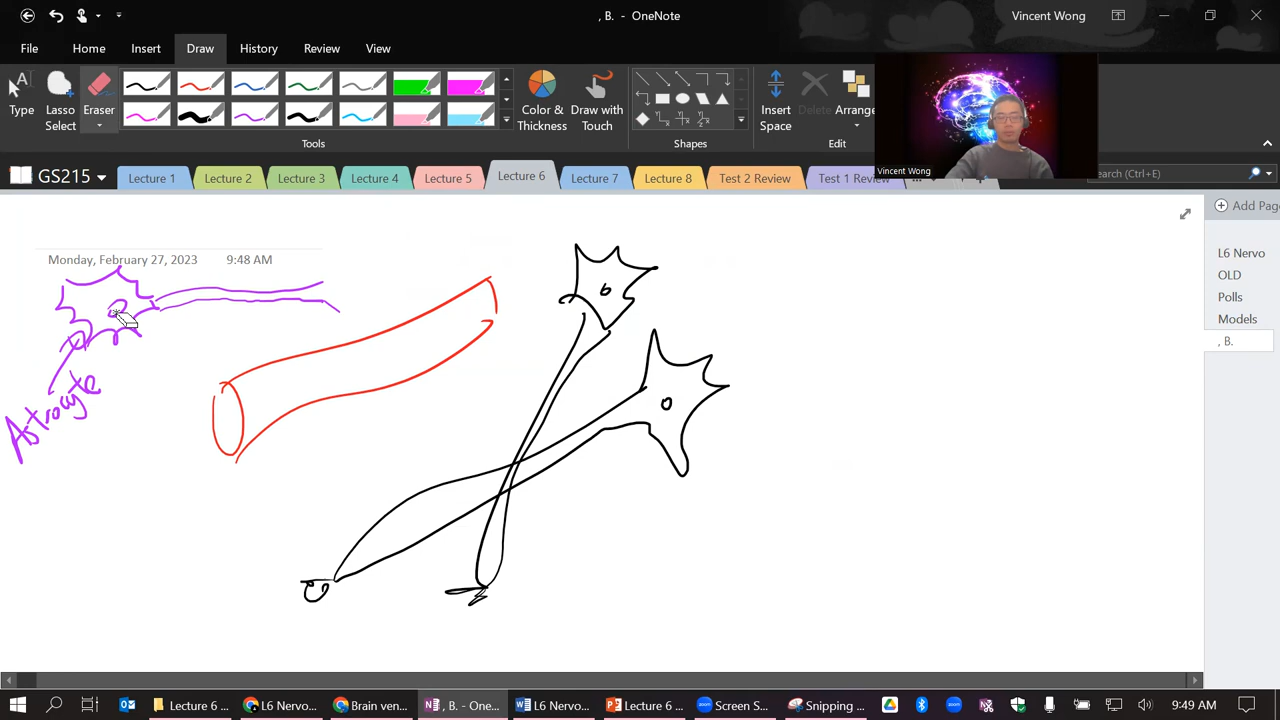 , B. - OneNote
Vincent Wong
File Home Insert Draw History Review View
Type
Lasso Select
Eraser
Color & Thickness
Draw with Touch
Insert Space
Delete
Arrange
Tools
Shapes
Edit
Vincent Wong
GS215
Lecture 1 Lecture 2 Lecture 3 Lecture 4 Lecture 5 Lecture 6 Lecture 7 Lecture 8 Test 2 Review Test 1 Review
Search (Ctrl+E)
Add Pag
Monday, February 27, 2023 9:48 AM
L6 Nervo
OLD
Polls
Models
, B.
Astrocyte
Lecture 6 ... L6 Nervo... Brain ven... , B. - One... L6 Nervo... Lecture 6 ... Screen S... Snipping ... 9:49 AM